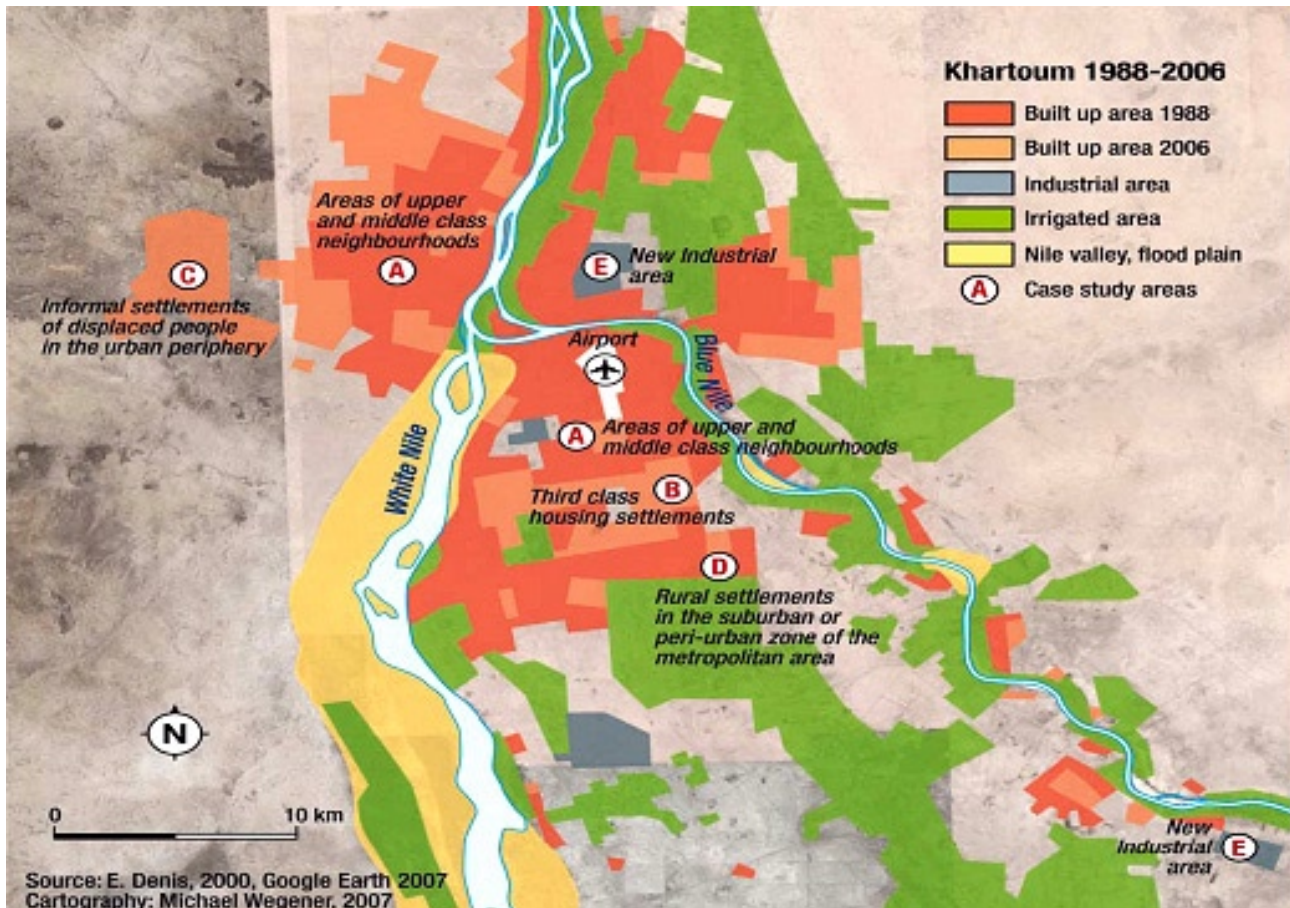 Khartoum 1988-2006
Built up area 1988
Built up area 2006
Industrial area
Irrigated area
Nile valley, flood plain
A Case study areas
Areas of upper
and middle class
neighbourhoods
A
C
Informal settlements
of displaced people
in the urban periphery
E New Industrial
area
Airport
Blue Nile
White Nile
A Areas of upper and
middle class neighbourhoods
B
Third class
housing settlements
D
Rural settlements
in the suburban or
peri-urban zone of the
metropolitan area
N
0 10 km
New
Industrial
area
E
Source: E. Denis, 2000, Google Earth 2007
Cartography: Michael Wegener, 2007